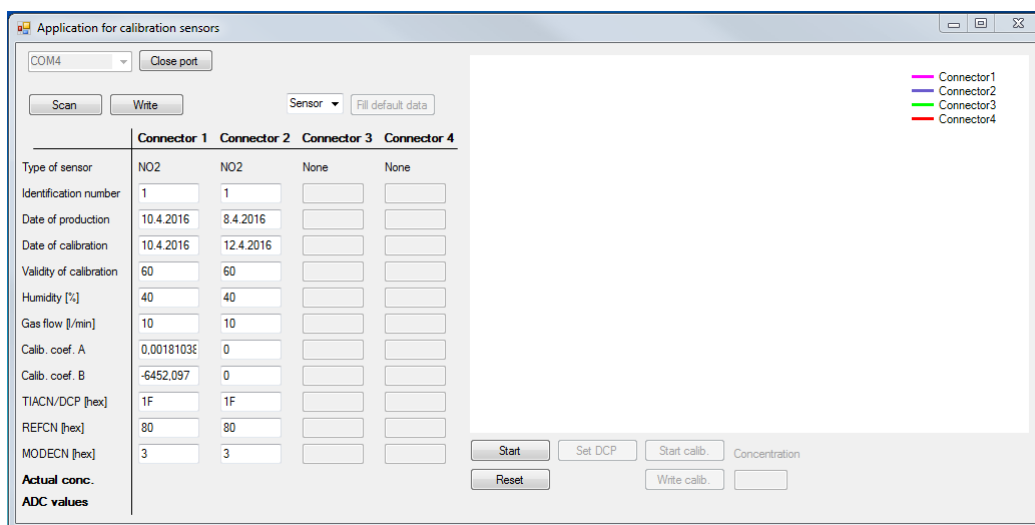 Application for calibration sensors
COM4 Close port
Scan Write Sensor Fill default data
Connector 1 Connector 2 Connector 3 Connector 4
Type of sensor NO2 NO2 None None
Identification number 1 1
Date of production 10.4.2016 8.4.2016
Date of calibration 10.4.2016 12.4.2016
Validity of calibration 60 60
Humidity [%] 40 40
Gas flow [l/min] 10 10
Calib. coef. A 0,00181038 0
Calib. coef. B -6452,097 0
TIACN/DCP [hex] 1F 1F
REFCN [hex] 80 80
MODECN [hex] 3 3
Actual conc.
ADC values
Connector1
Connector2
Connector3
Connector4
Start Set DCP Start calib. Concentration
Reset Write calib.